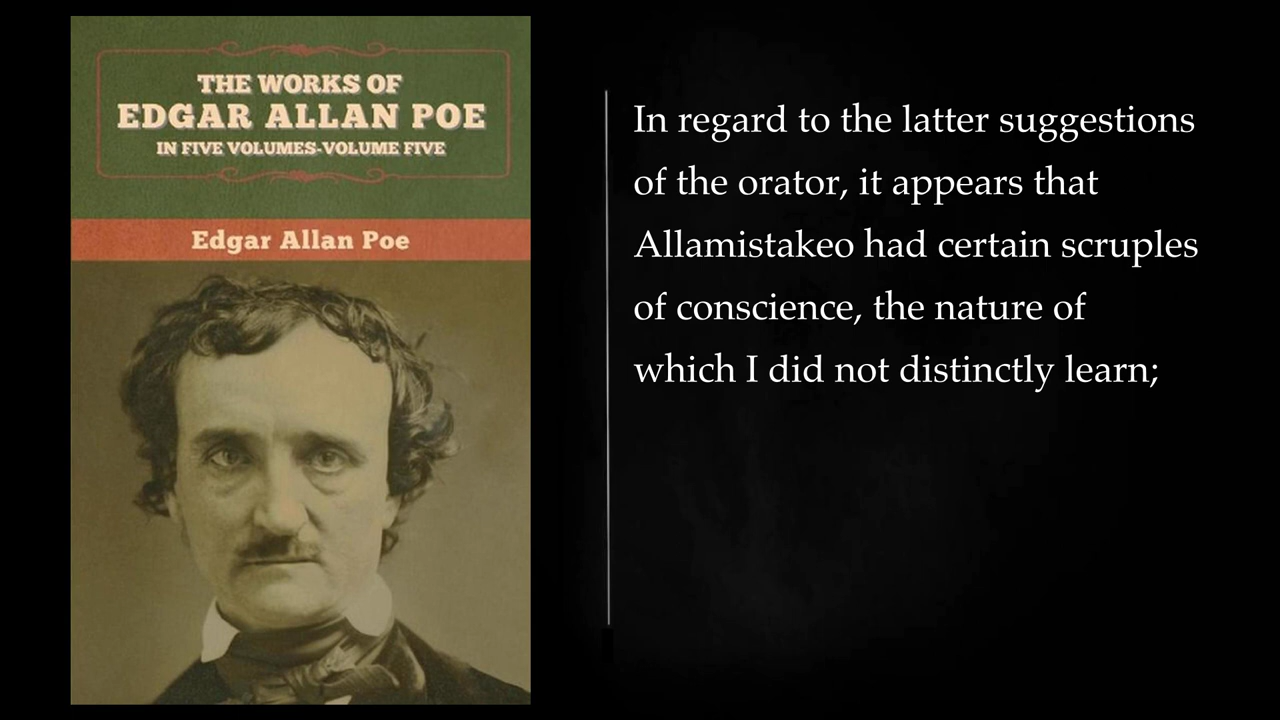 THE WORKS OF
EDGAR ALLAN POE
IN FIVE VOLUMES-VOLUME FIVE
Edgar Allan Poe
In regard to the latter suggestions
of the orator, it appears that
Allamistakeo had certain scruples
of conscience, the nature of
which I did not distinctly learn;